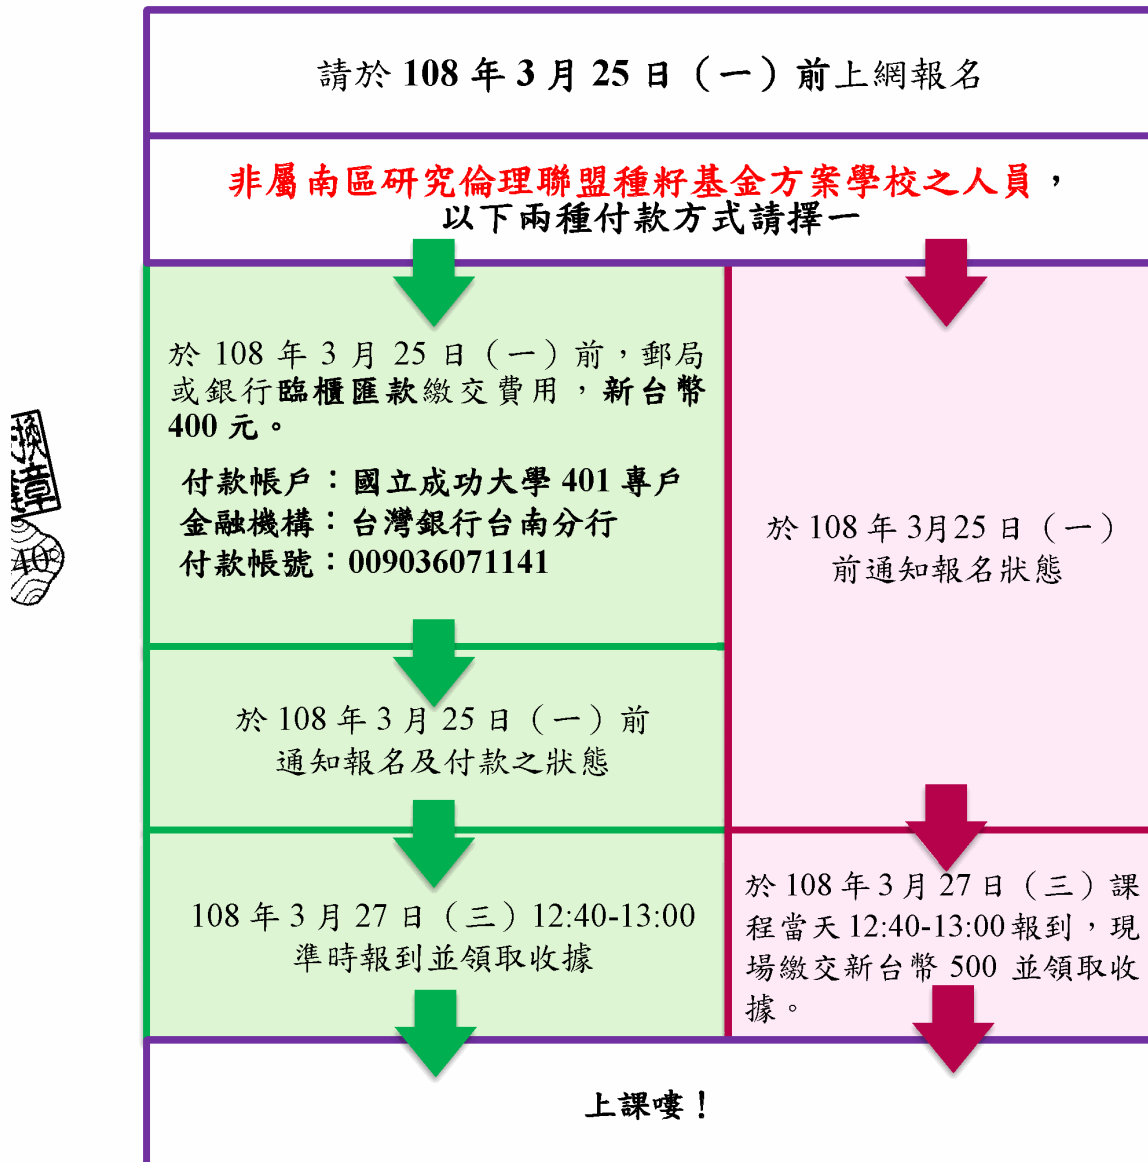 請於 108 年 3 月 25 日（一）前上網報名
非屬南區研究倫理聯盟種籽基金方案學校之人員，
以下兩種付款方式請擇一
於 108 年 3 月 25 日（一）前，郵局
或銀行臨櫃匯款繳交費用，新台幣
400 元。
付款帳戶：國立成功大學 401 專戶
金融機構：台灣銀行台南分行
付款帳號：009036071141
於 108 年 3 月 25 日（一）前
通知報名及付款之狀態
108 年 3 月 27 日（三）12:40-13:00
準時報到並領取收據
於 108 年 3月25 日（一）
前通知報名狀態
於 108 年 3 月 27 日（三）課
程當天 12:40-13:00 報到，現
場繳交新台幣 500 並領取收
據。
上課嘍！
換
章
40